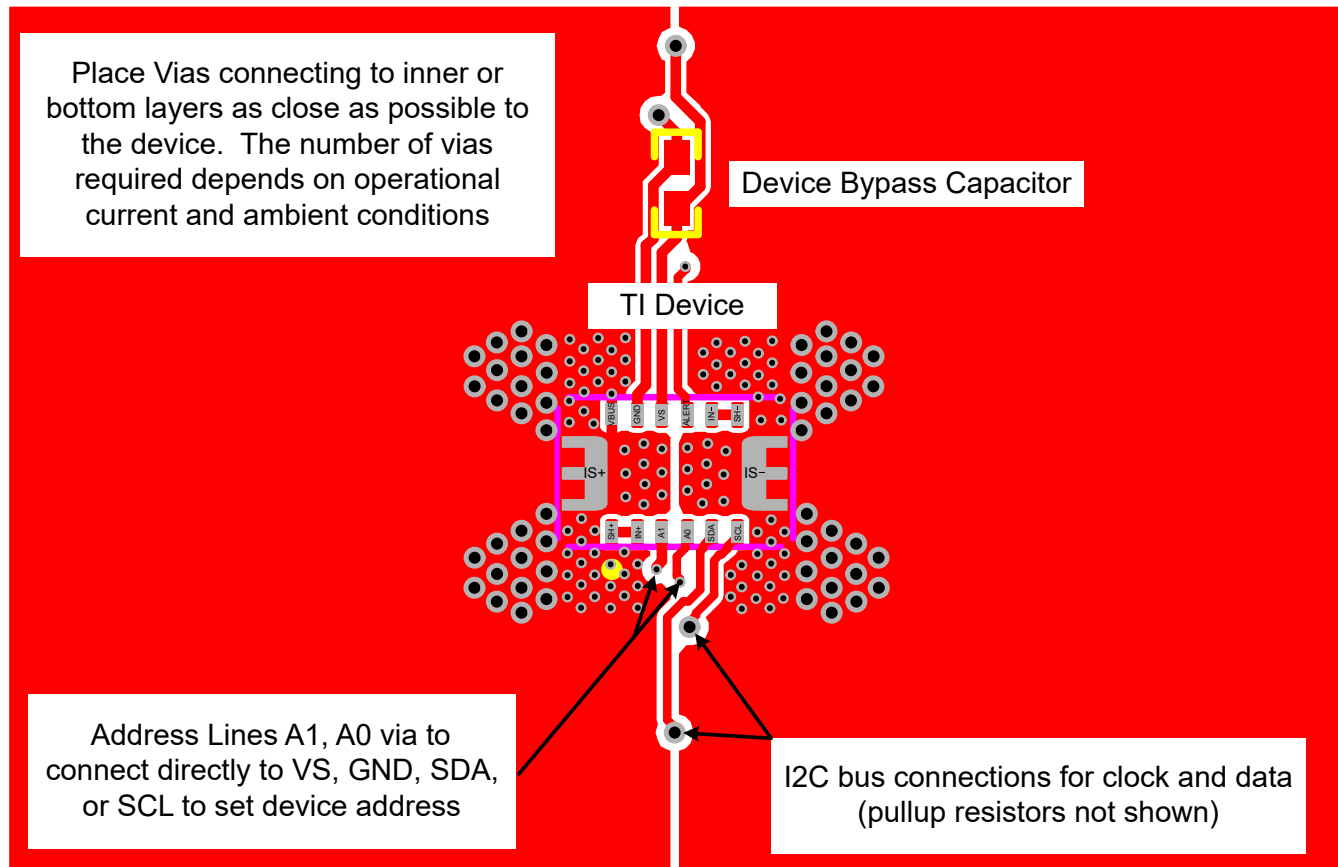 Place Vias connecting to inner or
bottom layers as close as possible to
the device.  The number of vias
required depends on operational
current and ambient conditions
Device Bypass Capacitor
TI Device
VBUS
GND
VS
ALER
IN−
SH−
IS+
IS−
SH+
IN+
A1
A0
SDA
SCL
Address Lines A1, A0 via to
connect directly to VS, GND, SDA,
or SCL to set device address
I2C bus connections for clock and data
(pullup resistors not shown)